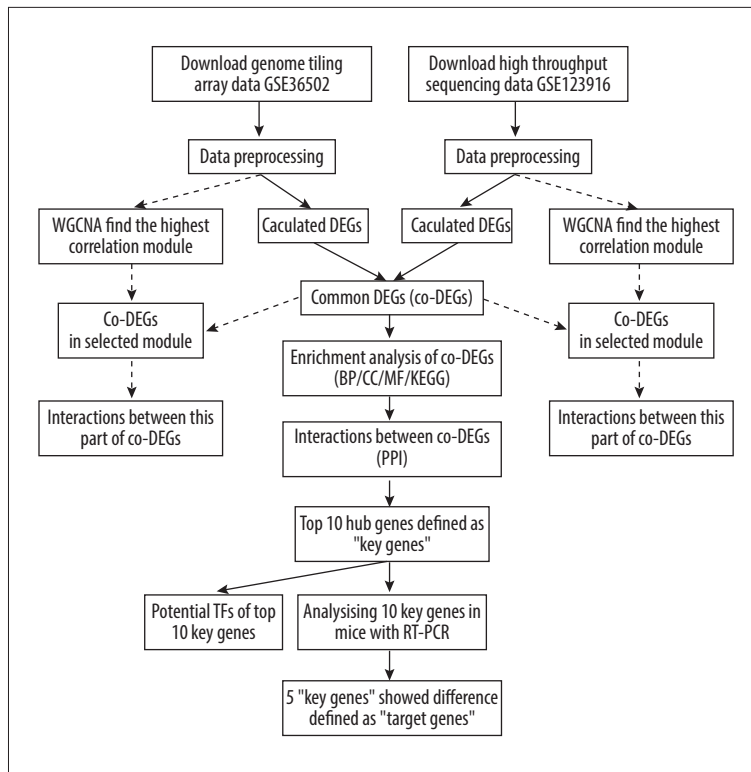 Download genome tiling
array data GSE36502
Download high throughput
sequencing data GSE123916
Data preprocessing
Data preprocessing
WGCNA find the highest
correlation module
Caculated DEGs
Caculated DEGs
WGCNA find the highest
correlation module
Common DEGs (co-DEGs)
Co-DEGs
in selected module
Co-DEGs
in selected module
Enrichment analysis of co-DEGs
(BP/CC/MF/KEGG)
Interactions between this
part of co-DEGs
Interactions between co-DEGs
(PPI)
Interactions between this
part of co-DEGs
Top 10 hub genes defined as
"key genes"
Potential TFs of top
10 key genes
Analysising 10 key genes in
mice with RT-PCR
5 "key genes" showed difference
defined as "target genes"